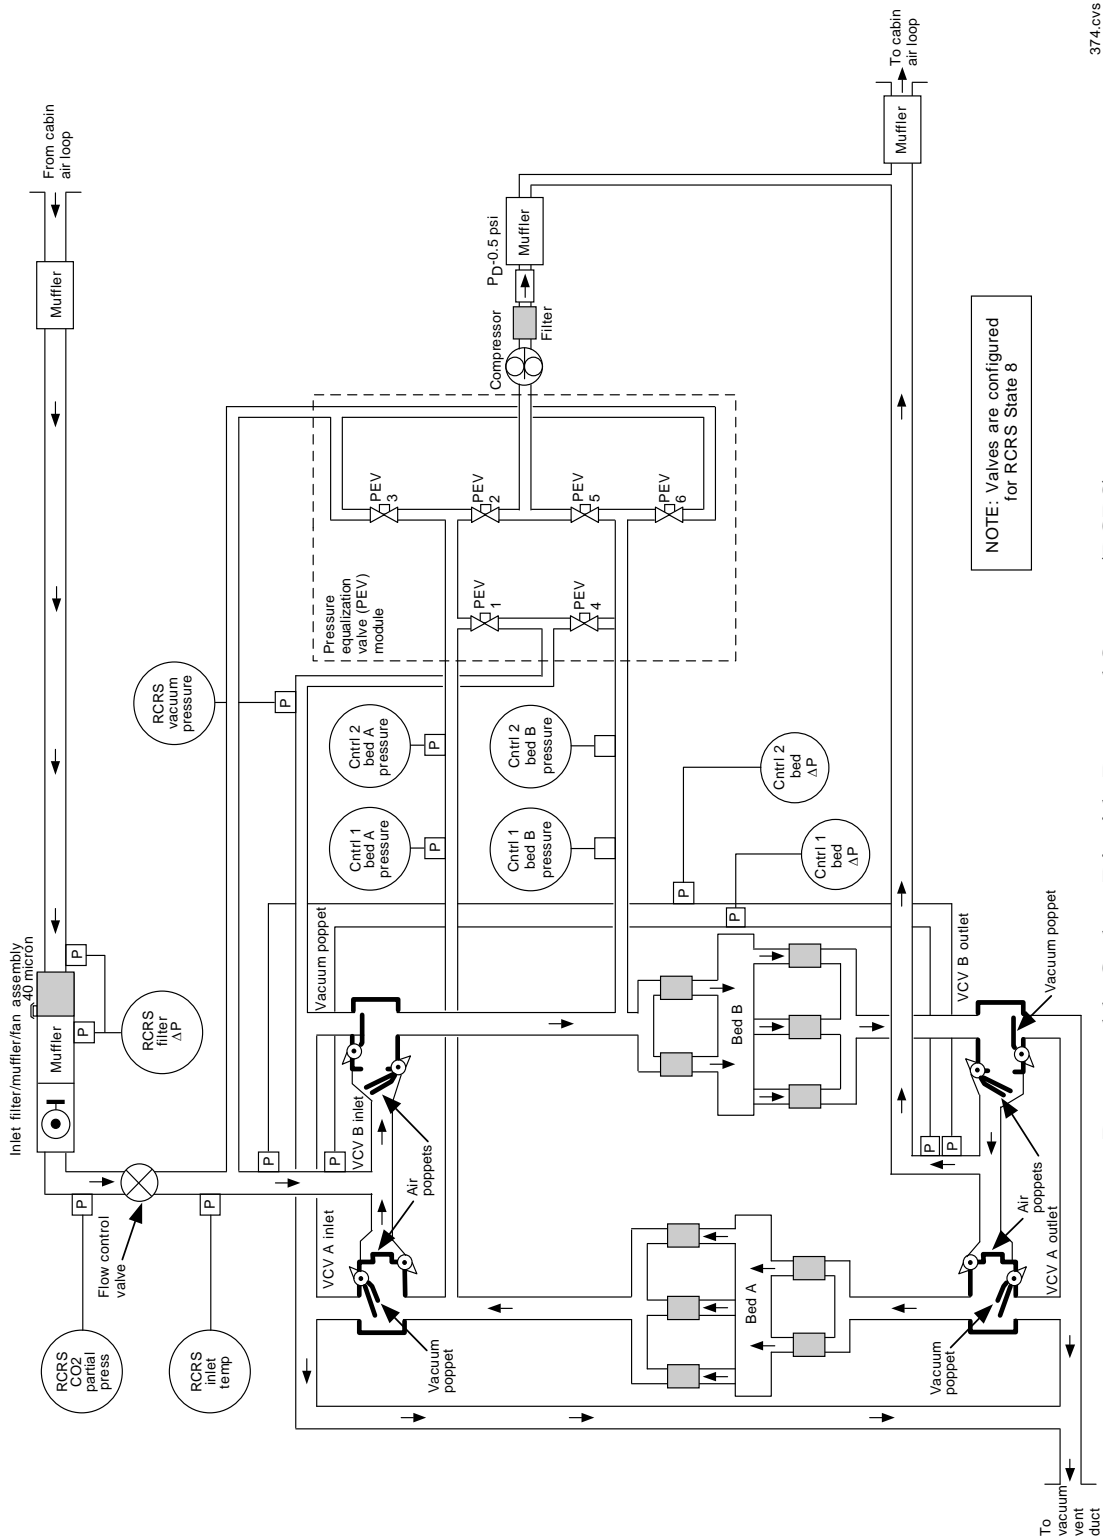 374.cvs
From cabin
air loop
Muffler
To cabin
air loop
Muffler
PD-0.5 psi
Muffler
Compressor
Filter
NOTE: Valves are configured
for RCRS State 8
PEV
3
PEV
2
PEV
5
PEV
6
PEV
1
PEV
4
Pressure
equalization
valve (PEV)
module
RCRS
vacuum
pressure
P
Cntrl 2
bed A
pressure
P
Cntrl 2
bed B
pressure
Cntrl 1
bed A
pressure
P
Cntrl 1
bed B
pressure
Cntrl 2
bed
ΔP
P
Cntrl 1
bed
ΔP
P
Inlet filter/muffler/fan assembly
40 micron
Muffler
P
P
RCRS
filter
ΔP
Vacuum poppet
VCV B inlet
Air
poppets
P
P
Bed B
VCV B outlet
Vacuum poppet
P
P
Air
poppets
P
P
Flow control
valve
RCRS
CO2
partial
press
RCRS
inlet
temp
VCV A inlet
Vacuum
poppet
Bed A
VCV A outlet
Vacuum
poppet
To
vacuum
vent
duct